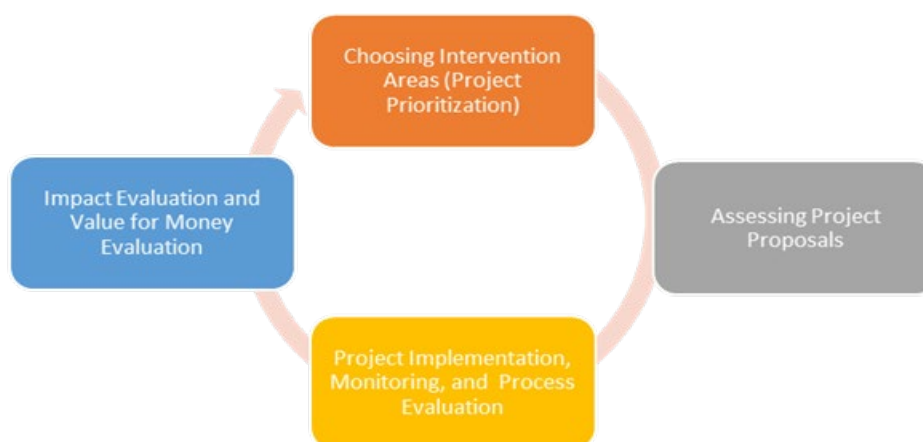 Choosing Intervention
Areas (Project
Prioritization)
Impact Evaluation and
Value for Money
Evaluation
Assessing Project
Proposals
Project Implementation,
Monitoring, and Process
Evaluation